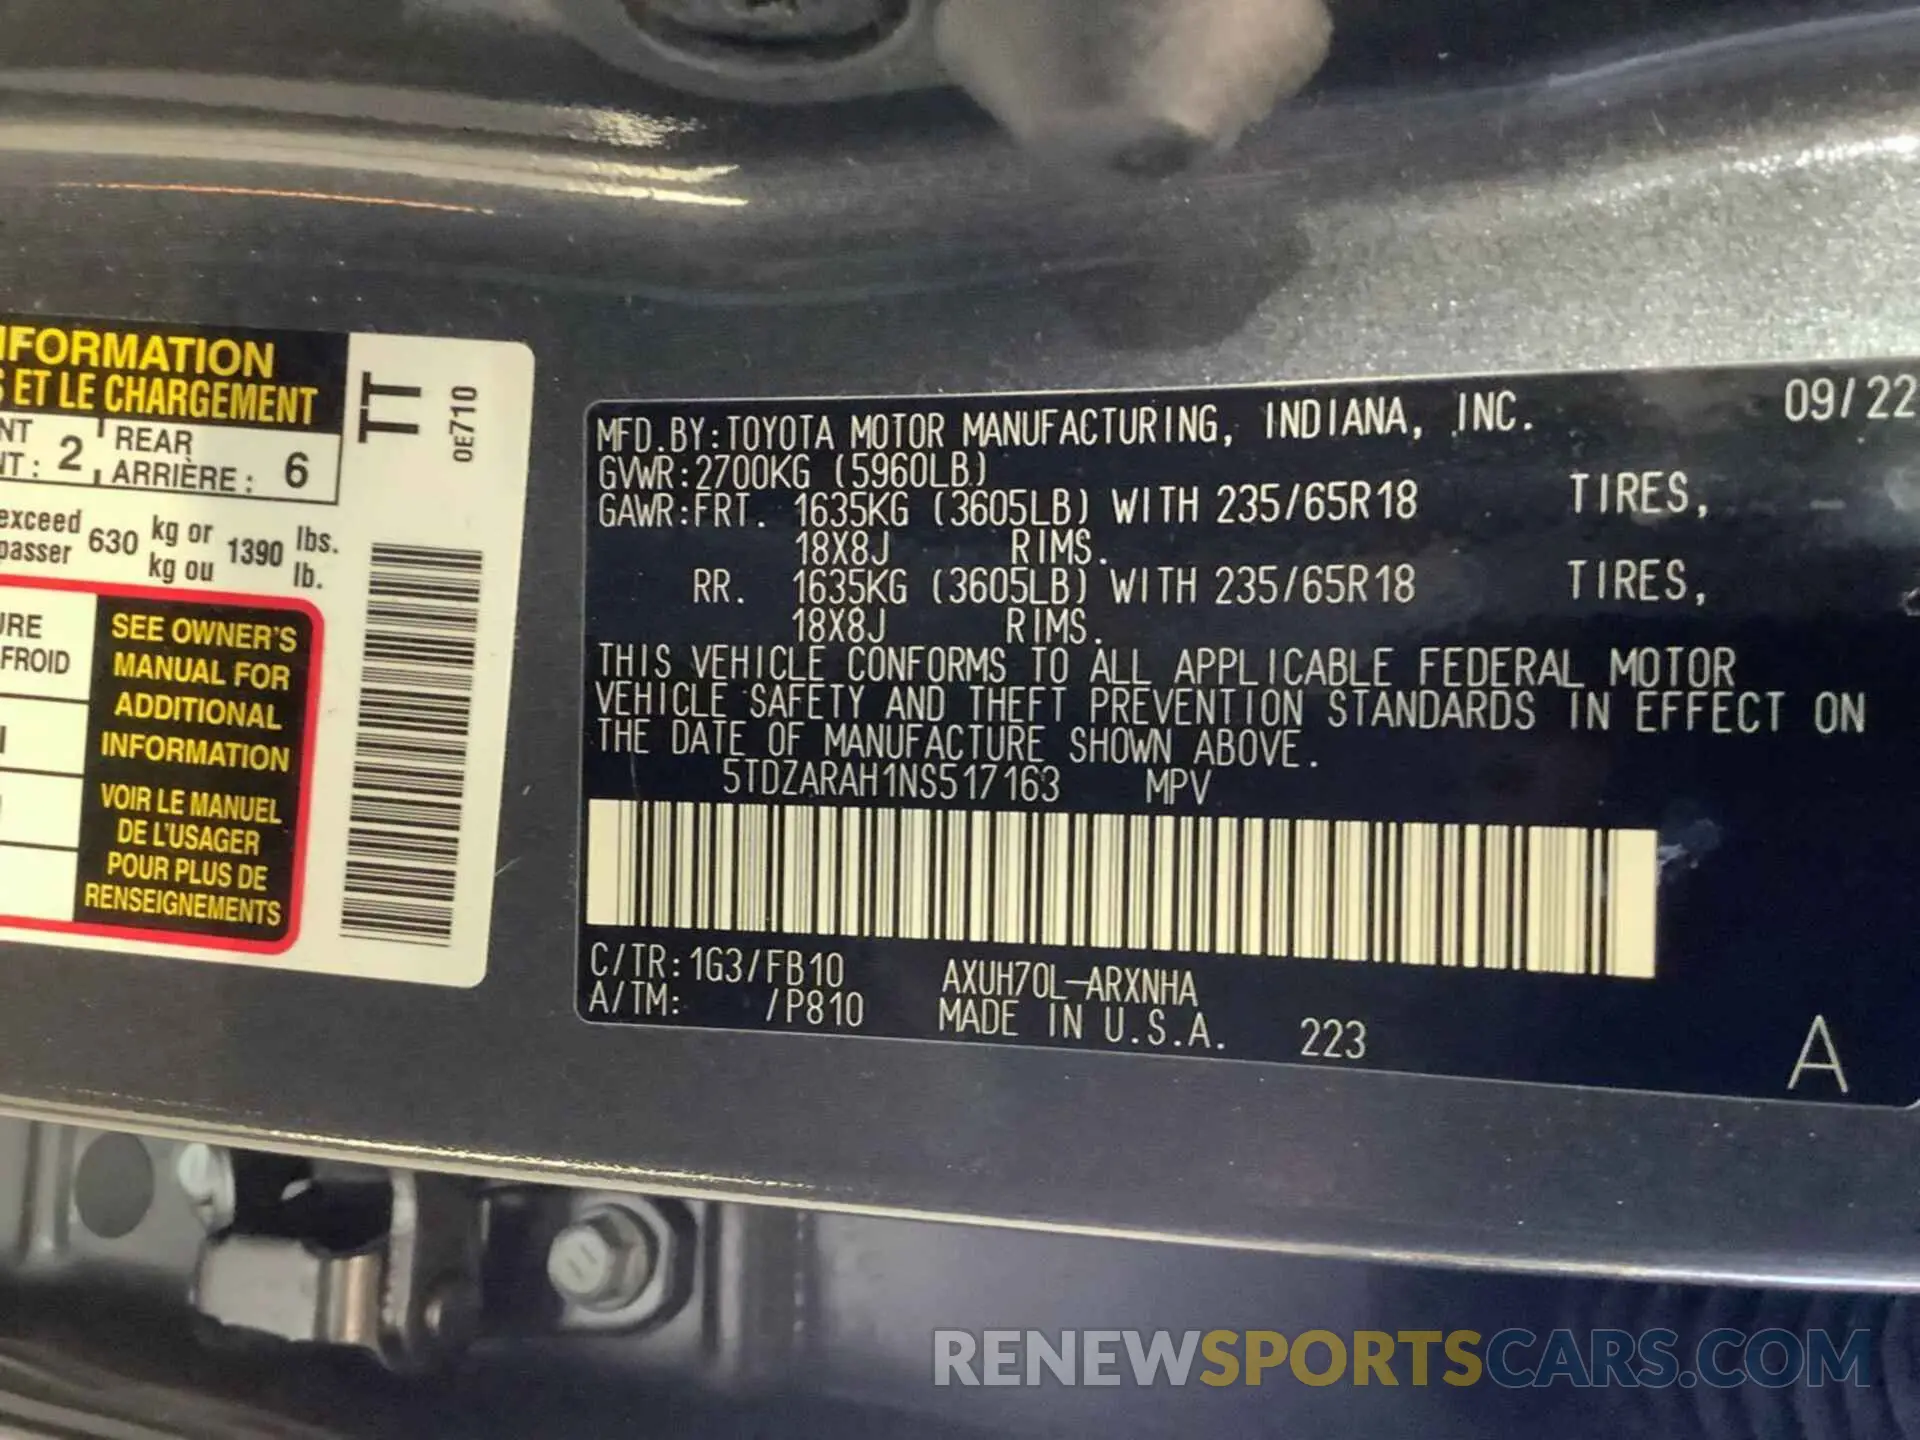 NFORMATION
S ET LE CHARGEMENT
NT 2 REAR
NT : , ARRIÈRE : 6
exceed 630 kg or 1390 lbs.
passer kg ou lb.
URE
FROID
SEE OWNER'S
MANUAL FOR
ADDITIONAL
INFORMATION
VOIR LE MANUEL
DE L'USAGER
POUR PLUS DE
RENSEIGNEMENTS
TT
0E710
MFD.BY:TOYOTA MOTOR MANUFACTURING, INDIANA, INC. 09/22
GVWR:2700KG (5960LB)
GAWR:FRT. 1635KG (3605LB) WITH 235/65R18 TIRES,
18X8J RIMS.
RR. 1635KG (3605LB) WITH 235/65R18 TIRES,
18X8J RIMS.
THIS VEHICLE CONFORMS TO ALL APPLICABLE FEDERAL MOTOR
VEHICLE SAFETY AND THEFT PREVENTION STANDARDS IN EFFECT ON
THE DATE OF MANUFACTURE SHOWN ABOVE.
5TDZARAH1NS517163 MPV
C/TR:1G3/FB10 AXUH70L-ARXNHA
A/TM: /P810 MADE IN U.S.A. 223
A
RENEWSPORTSCARS.COM